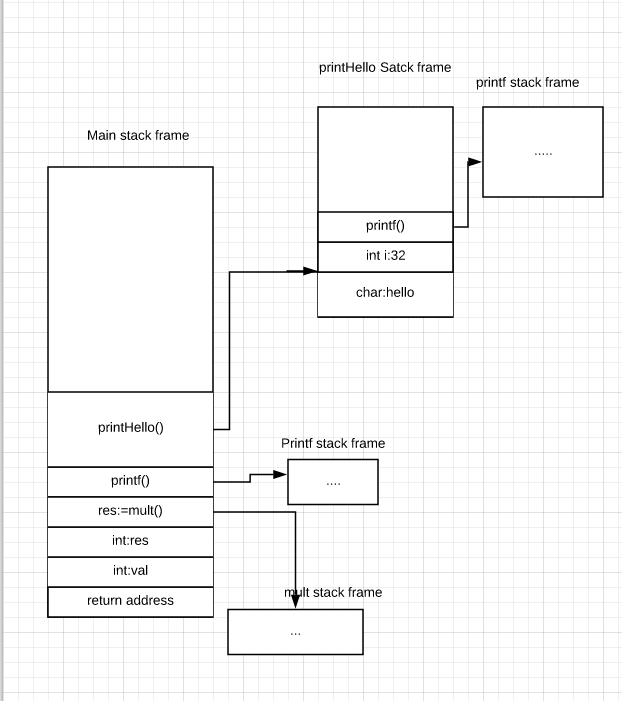 printHello Satck frame
printf stack frame
Main stack frame
.....
printf()
int i:32
char:hello
printHello()
Printf stack frame
printf()
....
res:=mult()
int:res
int:val
return address
mult stack frame
...